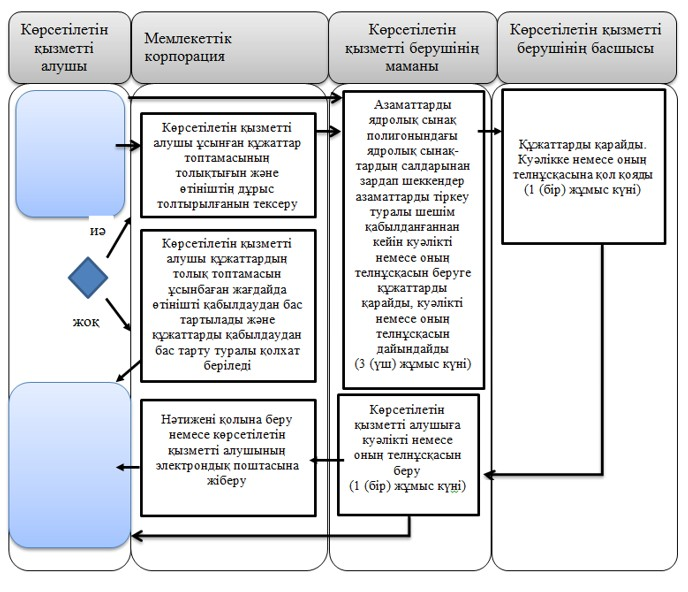 Көрсетілетін
қызметті
алушы
Мемлекеттік
корпорация
Көрсетілетін
қызметті берушінің
маманы
Көрсетілетін қызметті
берушінің басшысы
Көрсетілетін қызметті
алушы ұсынған құжаттар
топтамасының
толықтығын және
өтініштің дұрыс
толтырылғанын тексеру
Азаматтарды
ядролық сынақ
полигонындағы
ядролық сынақ-
тардың салдарынан
зардап шеккендер
азаматтарды тіркеу
туралы шешім
қабылданғаннан
кейін куәлікті
немесе оның
телнұсқасын беруге
құжаттарды
қарайды, куәлікті
немесе оның
телнұсқасын
дайындайды
(3 (үш) жұмыс күні)
Құжаттарды қарайды.
Куәлікке немесе оның
телнұсқасына қол қояды
(1 (бір) жұмыс күні)
иә
жоқ
Көрсетілетін қызметті
алушы құжаттардың
толық топтамасын
ұсынбаған жағдайда
өтінішті қабылдаудан бас
тартылады және
құжаттарды қабылдаудан
бас тарту туралы қолхат
беріледі
Нәтижені қолына беру
немесе көрсетілетін
қызметті алушының
электрондық поштасына
жіберу
Көрсетілетін
қызметті алушыға
куәлікті немесе
оның телнұсқасын
беру
(1 (бір) жұмыс күні)